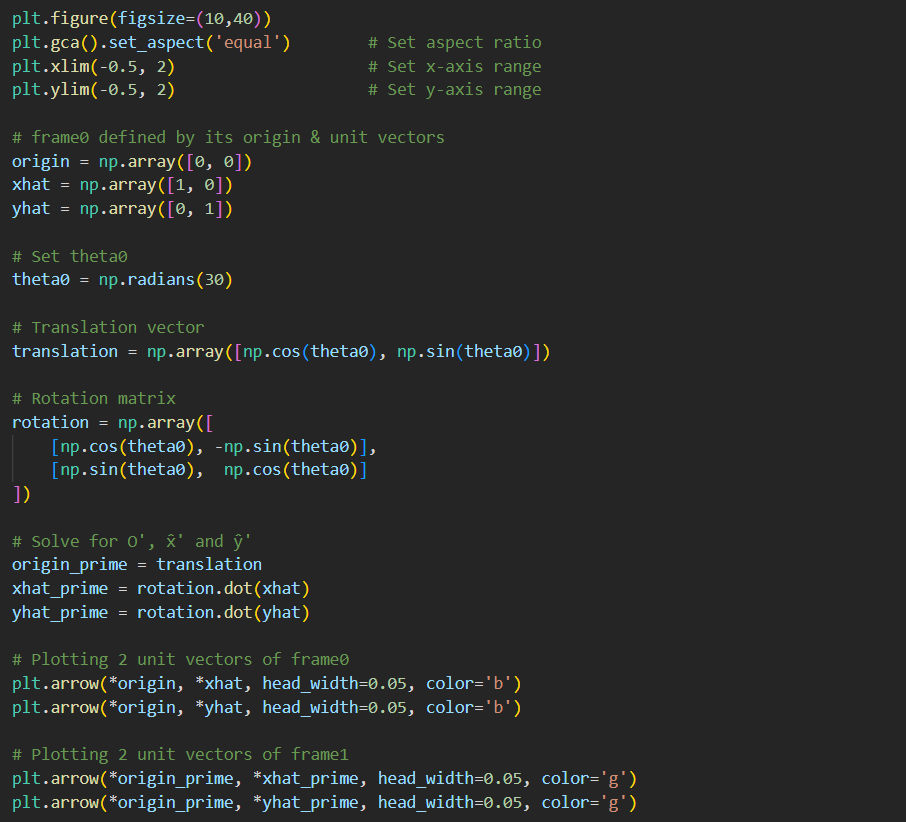 plt.figure(figsize=(10,40))
plt.gca().set_aspect('equal')        # Set aspect ratio
plt.xlim(-0.5, 2)                    # Set x-axis range
plt.ylim(-0.5, 2)                    # Set y-axis range

# frame0 defined by its origin & unit vectors
origin = np.array([0, 0])
xhat = np.array([1, 0])
yhat = np.array([0, 1])

# Set theta0
theta0 = np.radians(30)

# Translation vector
translation = np.array([np.cos(theta0), np.sin(theta0)])

# Rotation matrix
rotation = np.array([
    [np.cos(theta0), -np.sin(theta0)],
    [np.sin(theta0),  np.cos(theta0)]
])

# Solve for O', x̂' and ŷ'
origin_prime = translation
xhat_prime = rotation.dot(xhat)
yhat_prime = rotation.dot(yhat)

# Plotting 2 unit vectors of frame0
plt.arrow(*origin, *xhat, head_width=0.05, color='b')
plt.arrow(*origin, *yhat, head_width=0.05, color='b')

# Plotting 2 unit vectors of frame1
plt.arrow(*origin_prime, *xhat_prime, head_width=0.05, color='g')
plt.arrow(*origin_prime, *yhat_prime, head_width=0.05, color='g')